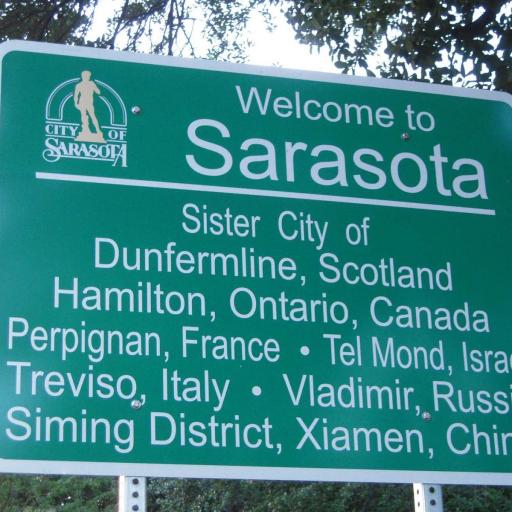 CITY OF
SARASOTA
Welcome to
Sarasota
Sister City of
Dunfermline, Scotland
Hamilton, Ontario, Canada
Perpignan, France • Tel Mond, Israe
Treviso, Italy • Vladimir, Russi
Siming District, Xiamen, Chin